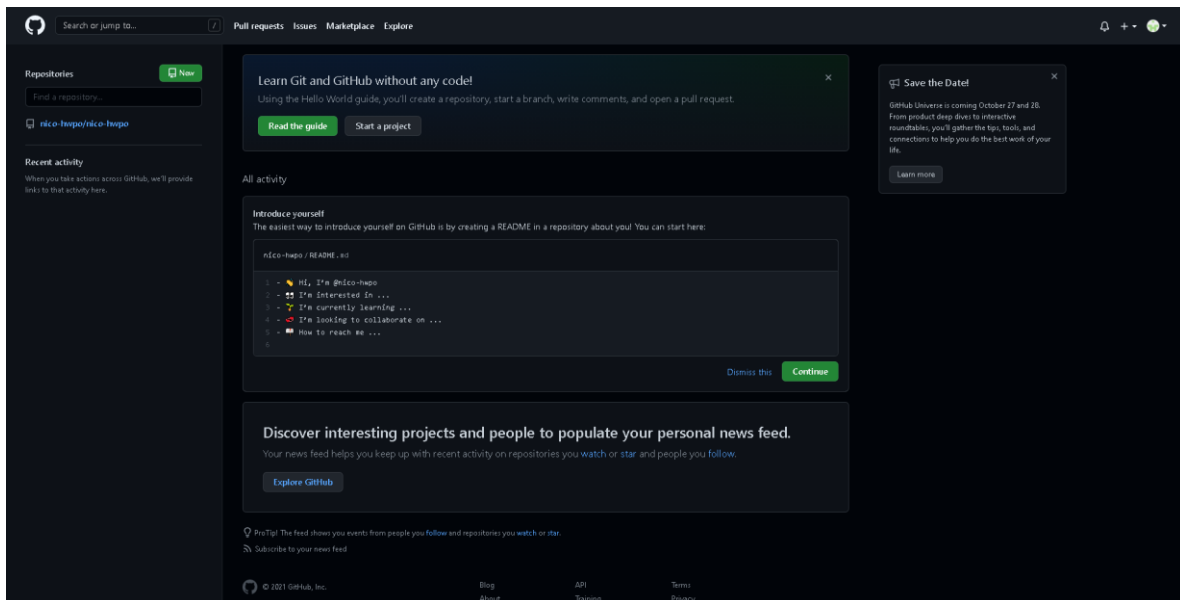 Search or jump to... /
Pull requests Issues Marketplace Explore
Repositories
New
Find a repository...
nico-hwpo/nico-hwpo
Recent activity
When you take actions across GitHub, we'll provide
links to that activity here.
Learn Git and GitHub without any code!
Using the Hello World guide, you'll create a repository, start a branch, write comments, and open a pull request.
Read the guide Start a project
All activity
Introduce yourself
The easiest way to introduce yourself on GitHub is by creating a README in a repository about you! You can start here:
nico-hwpo / README.md
1 - 👋 Hi, I'm @nico-hwpo
2 - 👀 I'm interested in ...
3 - 🌱 I'm currently learning ...
4 - 💞️ I'm looking to collaborate on ...
5 - 📫 How to reach me ...
6
Dismiss this Continue
Discover interesting projects and people to populate your personal news feed.
Your news feed helps you keep up with recent activity on repositories you watch or star and people you follow.
Explore GitHub
ProTip! The feed shows you events from people you follow and repositories you watch or star.
Subscribe to your news feed
© 2021 GitHub, Inc.
Blog API Terms
About Training Privacy
Save the Date!
GitHub Universe is coming October 27 and 28.
From product deep dives to interactive
roundtables, you'll gather the tips, tools, and
connections to help you do the best work of your
life.
Learn more